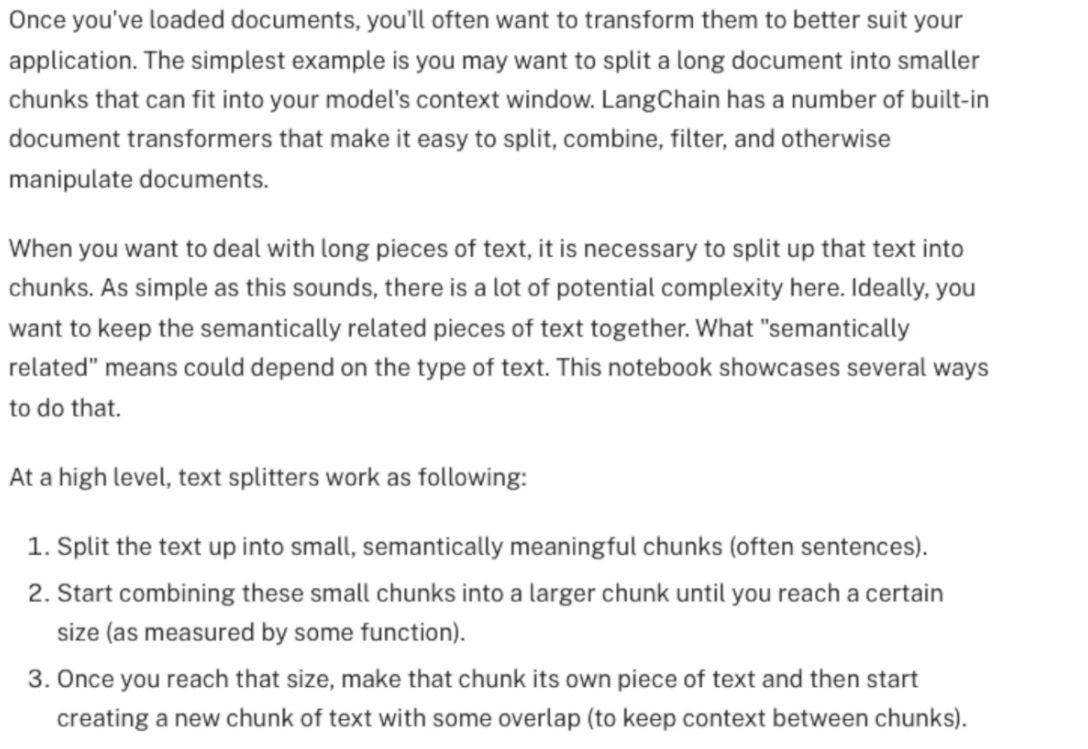 Once you've loaded documents, you'll often want to transform them to better suit your
application. The simplest example is you may want to split a long document into smaller
chunks that can fit into your model's context window. LangChain has a number of built-in
document transformers that make it easy to split, combine, filter, and otherwise
manipulate documents.
When you want to deal with long pieces of text, it is necessary to split up that text into
chunks. As simple as this sounds, there is a lot of potential complexity here. Ideally, you
want to keep the semantically related pieces of text together. What "semantically
related" means could depend on the type of text. This notebook showcases several ways
to do that.
At a high level, text splitters work as following:
1. Split the text up into small, semantically meaningful chunks (often sentences).
2. Start combining these small chunks into a larger chunk until you reach a certain
size (as measured by some function).
3. Once you reach that size, make that chunk its own piece of text and then start
creating a new chunk of text with some overlap (to keep context between chunks).